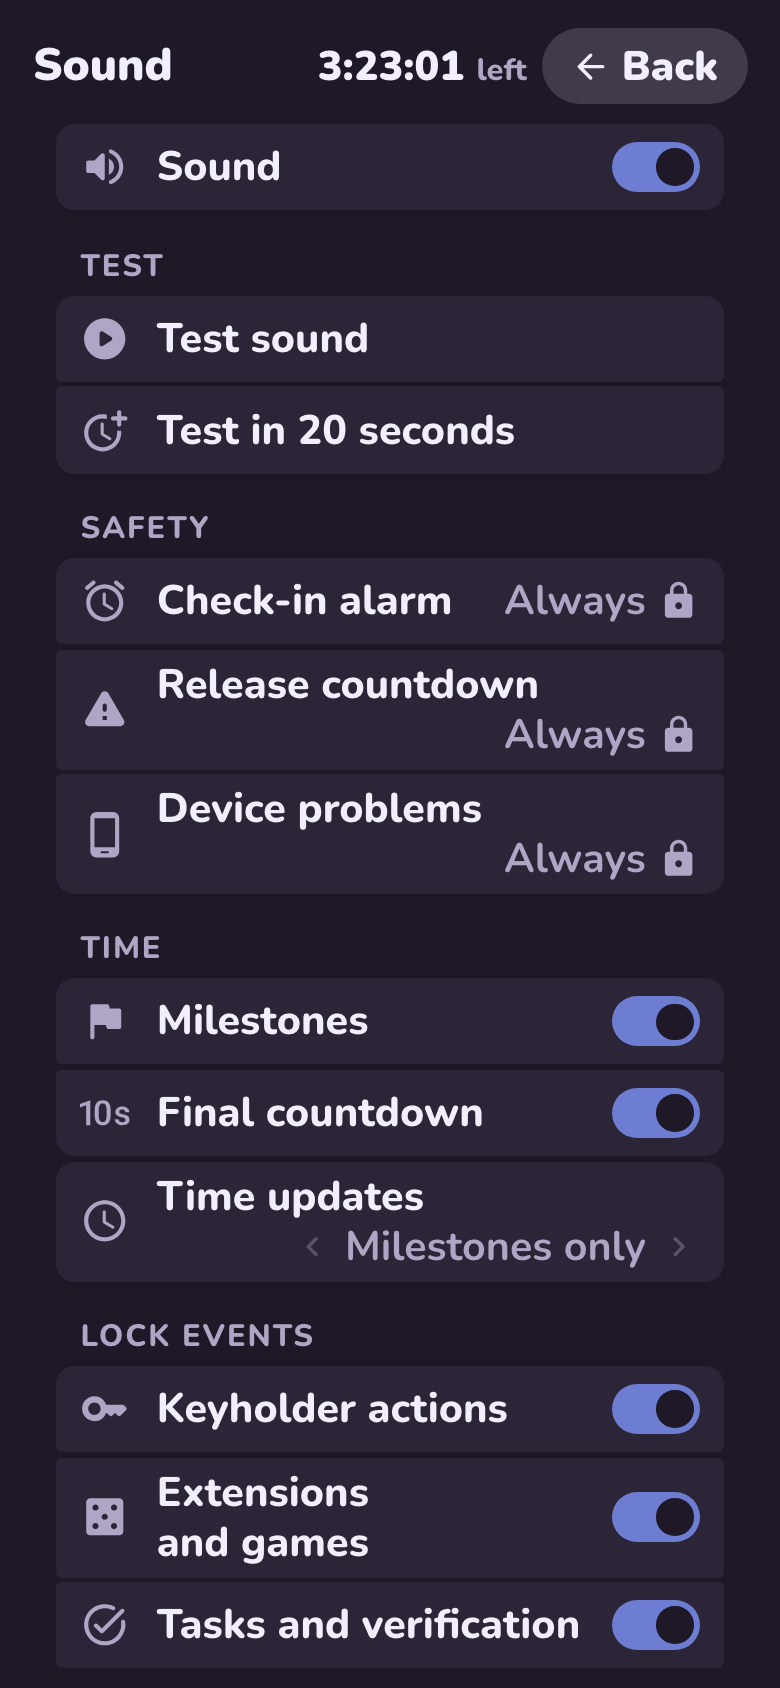 Sound
3:23:01 left
Back
Sound
TEST
Test sound
Test in 20 seconds
SAFETY
Check-in alarm Always
Release countdown
Always
Device problems
Always
TIME
Milestones
10s Final countdown
Time updates
Milestones only
LOCK EVENTS
Keyholder actions
Extensions
and games
Tasks and verification